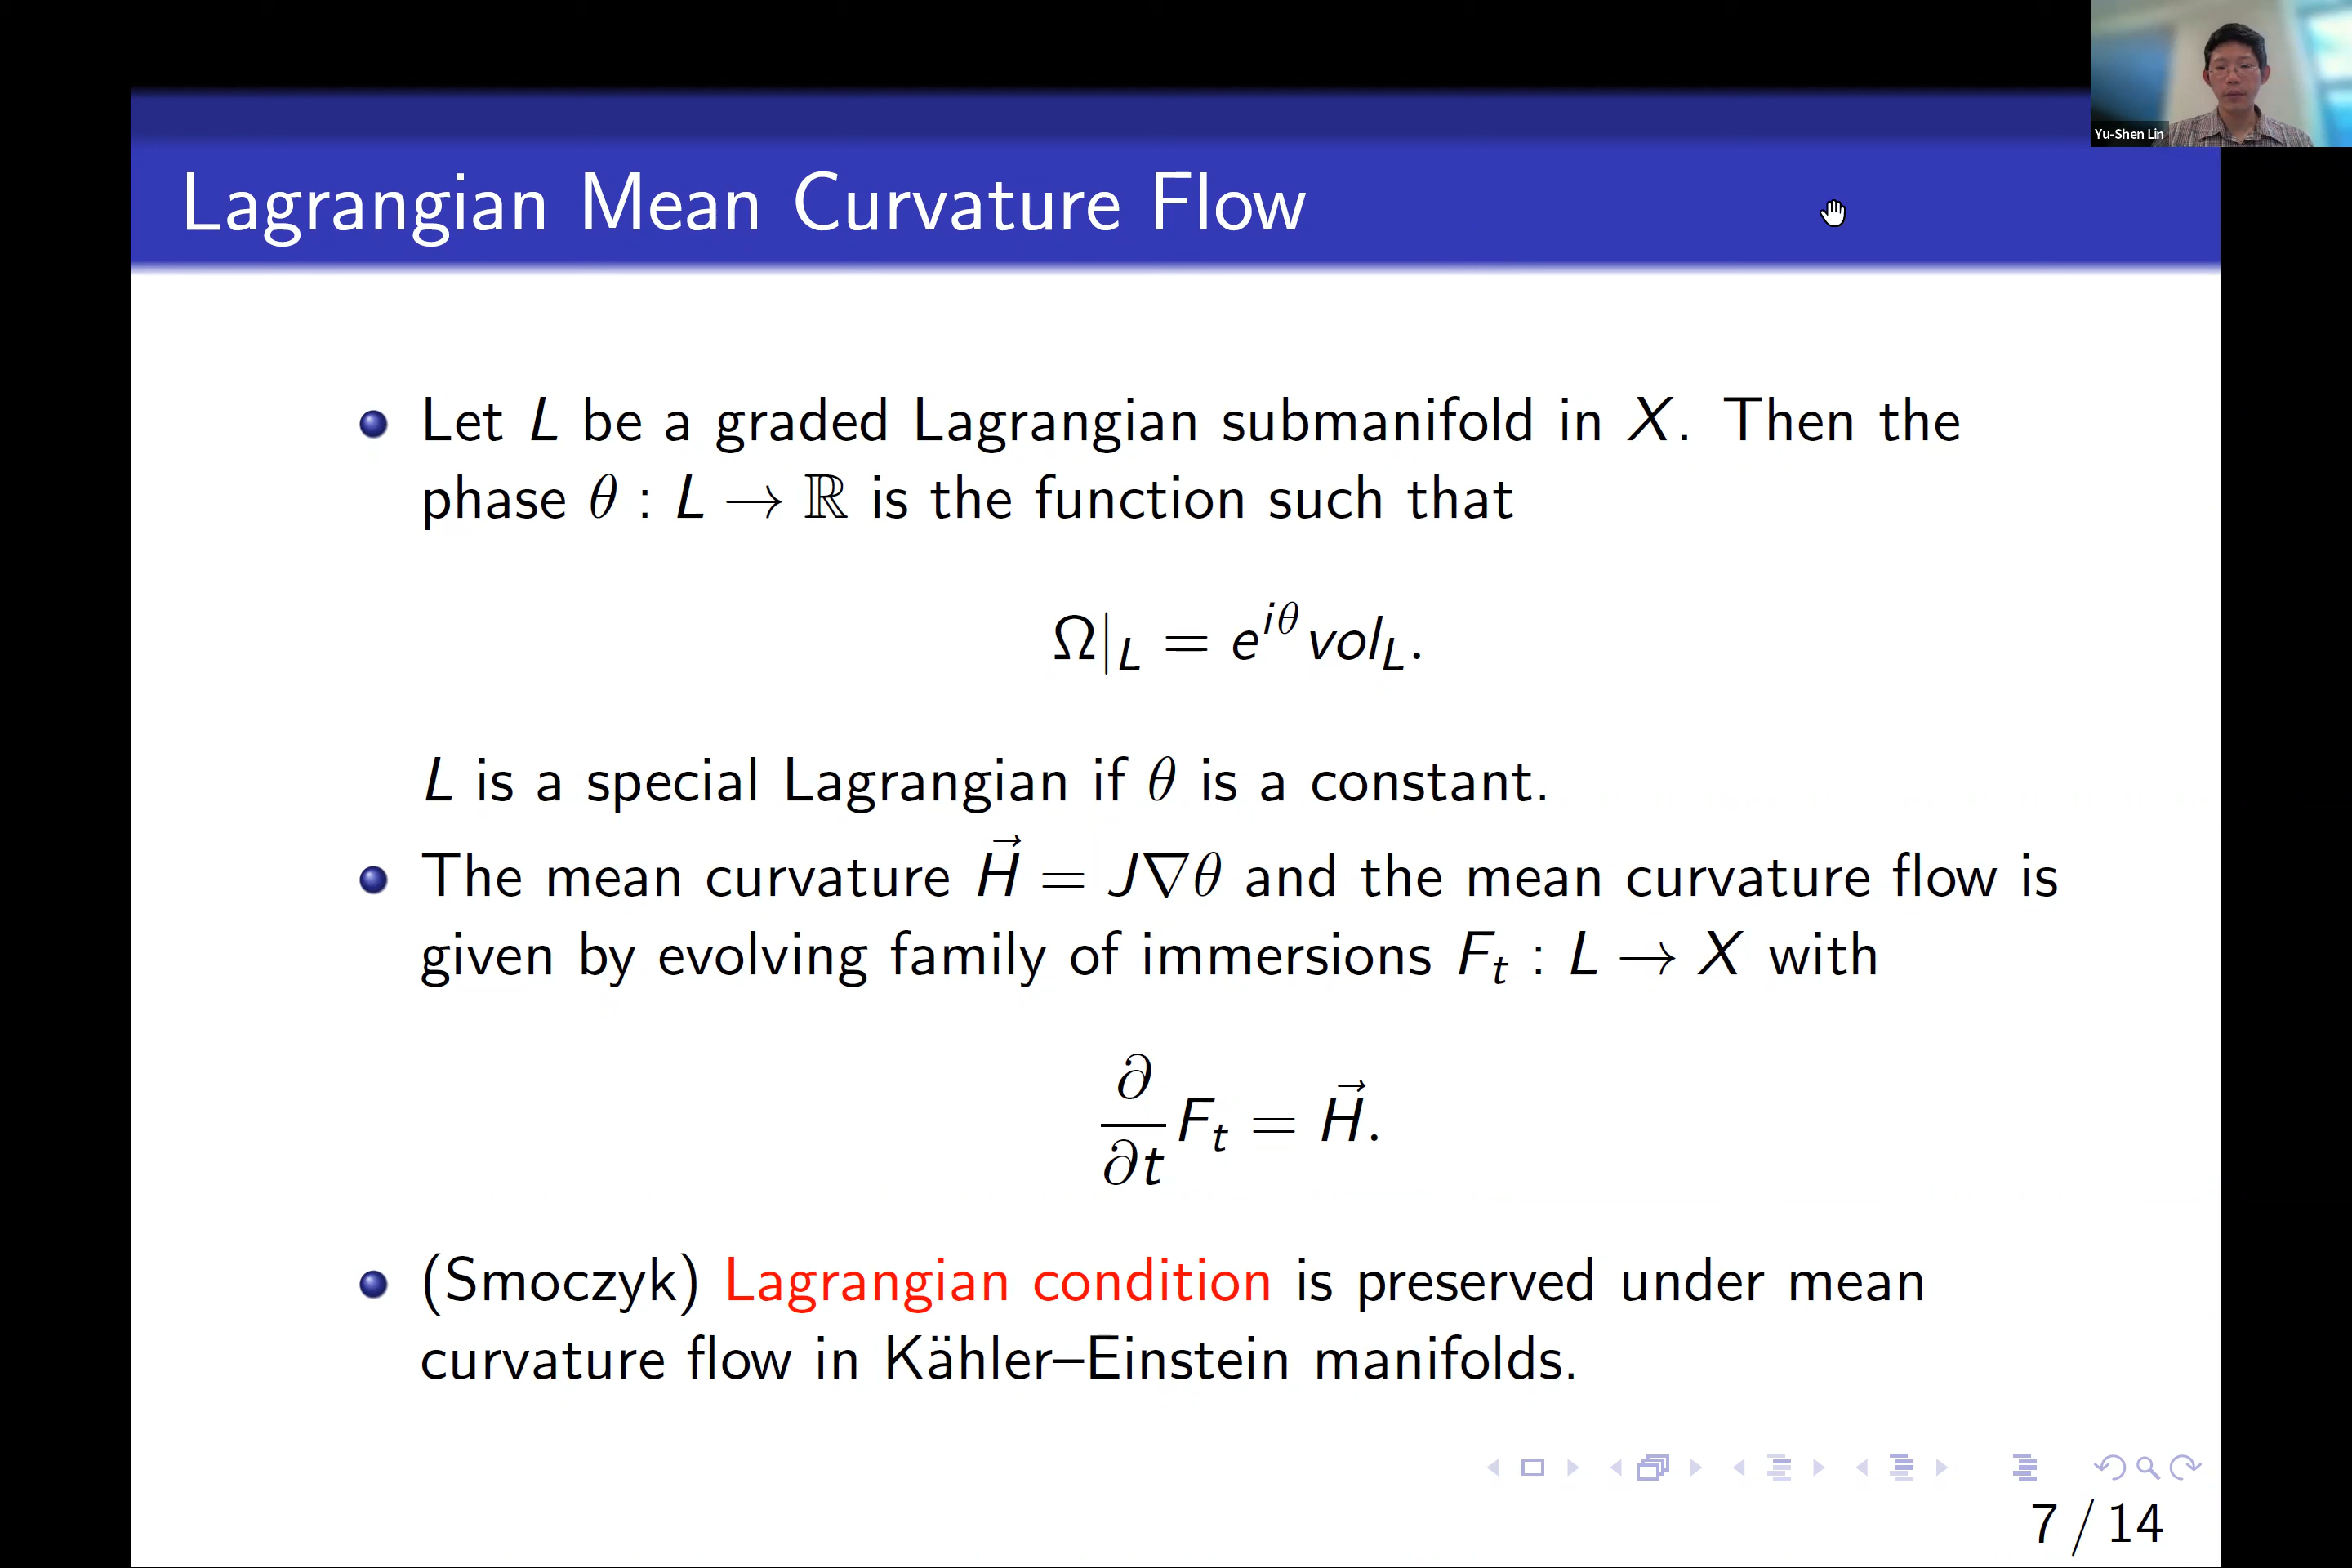 Yu-Shen Lin
Lagrangian Mean Curvature Flow
Let L be a graded Lagrangian submanifold in X. Then the
phase θ : L → ℝ is the function such that
Ω|_L = e^{iθ} vol_L.
L is a special Lagrangian if θ is a constant.
The mean curvature \vec{H} = J∇θ and the mean curvature flow is
given by evolving family of immersions F_t : L → X with
\frac{∂}{∂t} F_t = \vec{H}.
(Smoczyk) Lagrangian condition is preserved under mean
curvature flow in Kähler–Einstein manifolds.
7 / 14